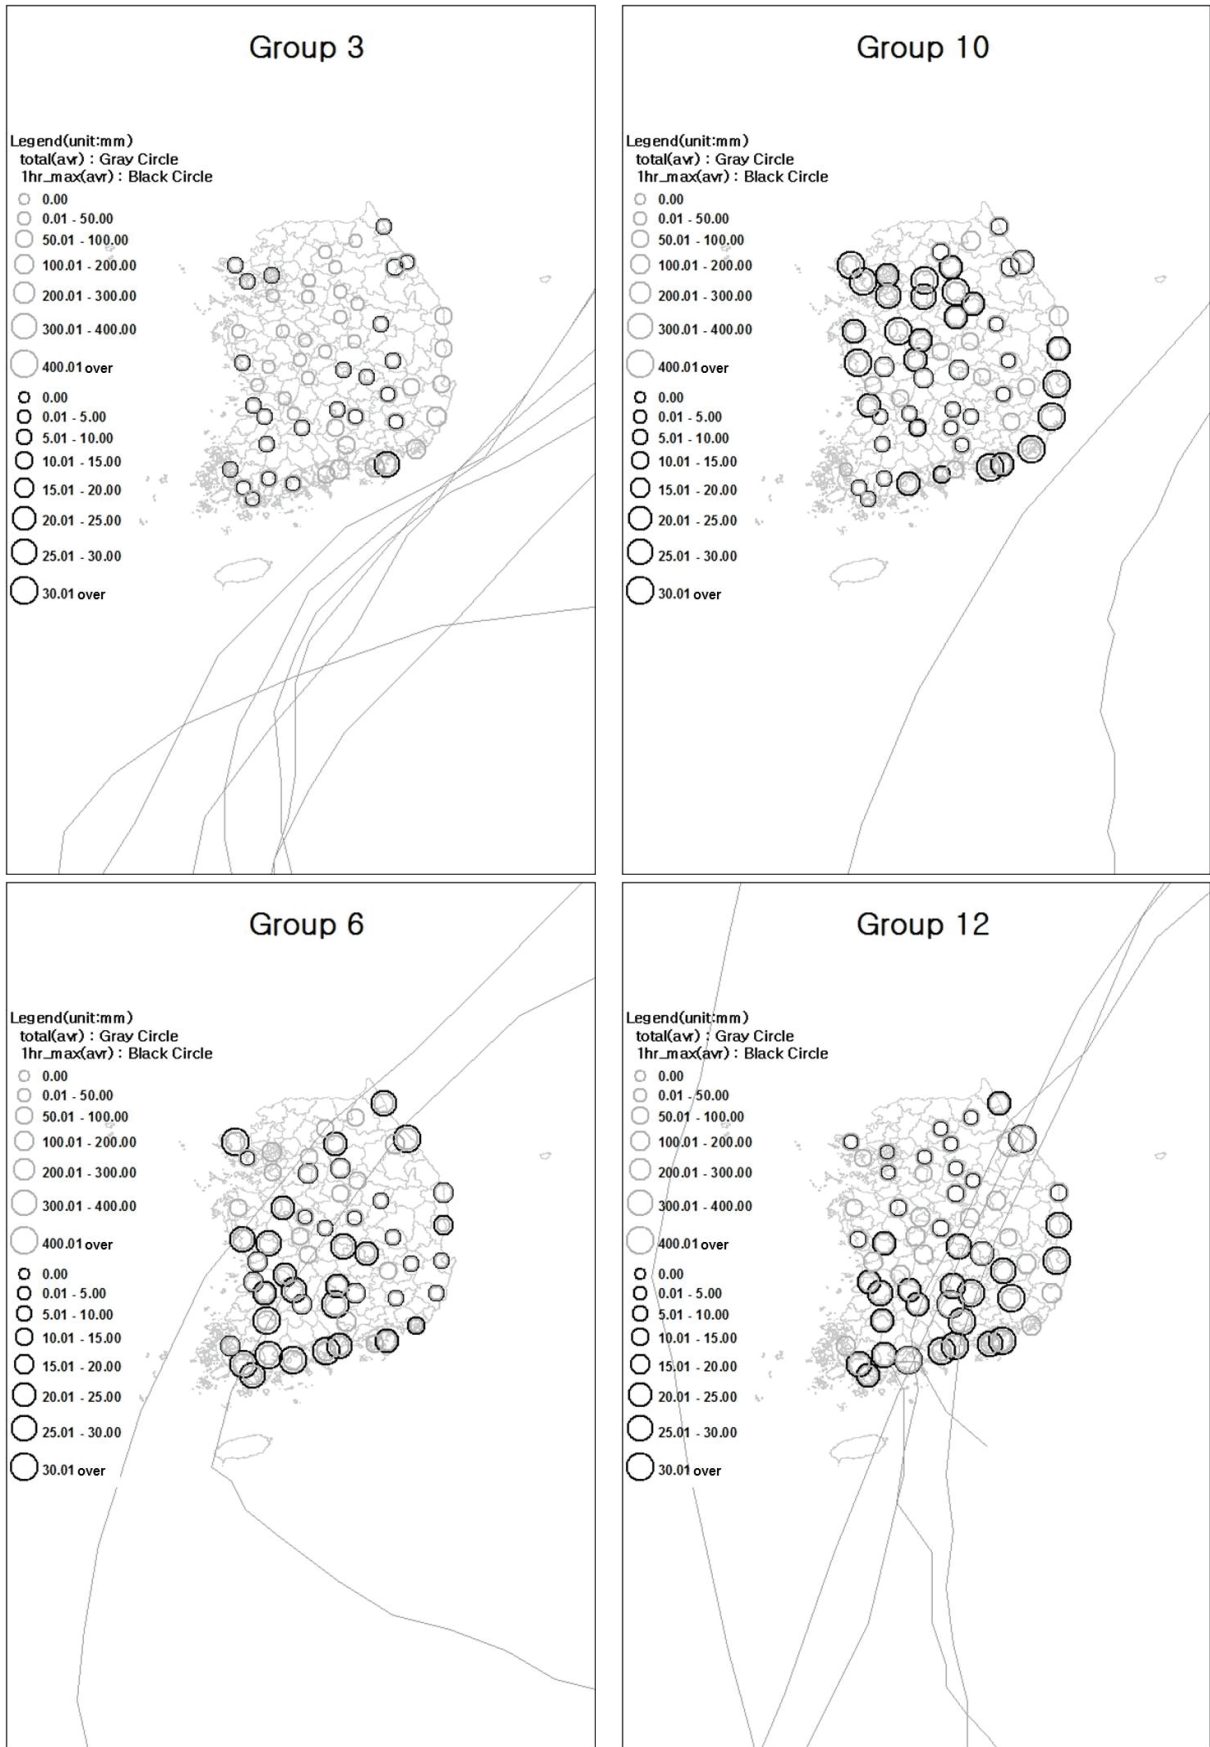 Group 3
Legend(unit:mm)
total(avr) : Gray Circle
1hr_max(avr) : Black Circle
0.00
0.01 - 50.00
50.01 - 100.00
100.01 - 200.00
200.01 - 300.00
300.01 - 400.00
400.01 over
0.00
0.01 - 5.00
5.01 - 10.00
10.01 - 15.00
15.01 - 20.00
20.01 - 25.00
25.01 - 30.00
30.01 over
Group 10
Legend(unit:mm)
total(avr) : Gray Circle
1hr_max(avr) : Black Circle
0.00
0.01 - 50.00
50.01 - 100.00
100.01 - 200.00
200.01 - 300.00
300.01 - 400.00
400.01 over
0.00
0.01 - 5.00
5.01 - 10.00
10.01 - 15.00
15.01 - 20.00
20.01 - 25.00
25.01 - 30.00
30.01 over
Group 6
Legend(unit:mm)
total(avr) : Gray Circle
1hr_max(avr) : Black Circle
0.00
0.01 - 50.00
50.01 - 100.00
100.01 - 200.00
200.01 - 300.00
300.01 - 400.00
400.01 over
0.00
0.01 - 5.00
5.01 - 10.00
10.01 - 15.00
15.01 - 20.00
20.01 - 25.00
25.01 - 30.00
30.01 over
Group 12
Legend(unit:mm)
total(avr) : Gray Circle
1hr_max(avr) : Black Circle
0.00
0.01 - 50.00
50.01 - 100.00
100.01 - 200.00
200.01 - 300.00
300.01 - 400.00
400.01 over
0.00
0.01 - 5.00
5.01 - 10.00
10.01 - 15.00
15.01 - 20.00
20.01 - 25.00
25.01 - 30.00
30.01 over